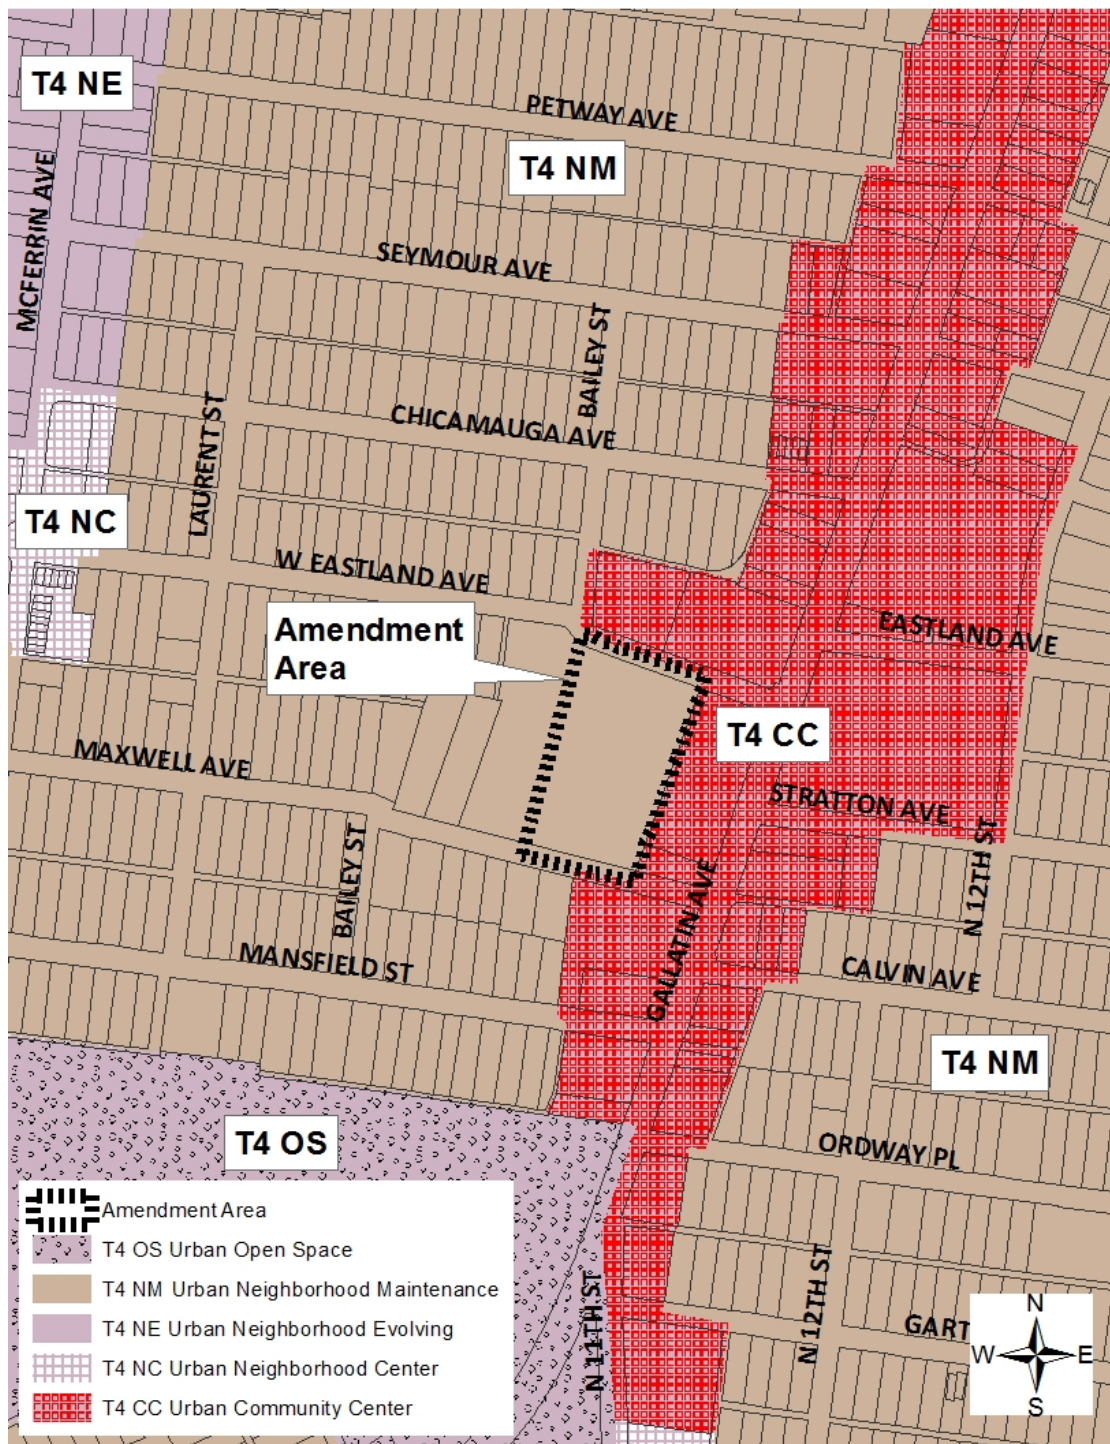 T4 NE
PETWAY AVE
T4 NM
MCFERRIN AVE
SEYMOUR AVE
BAILEY ST
CHICAMAUGA AVE
LAURENT ST
T4 NC
W EASTLAND AVE
Amendment
Area
EASTLAND AVE
T4 CC
MAXWELL AVE
STRATTON AVE
BAILEY ST
N 12TH ST
GALLATIN AVE
MANSFIELD ST
CALVIN AVE
T4 NM
T4 OS
ORDWAY PL
Amendment Area
T4 OS Urban Open Space
T4 NM Urban Neighborhood Maintenance
T4 NE Urban Neighborhood Evolving
T4 NC Urban Neighborhood Center
T4 CC Urban Community Center
N 11TH ST
N 12TH ST
GART
N
W
E
S